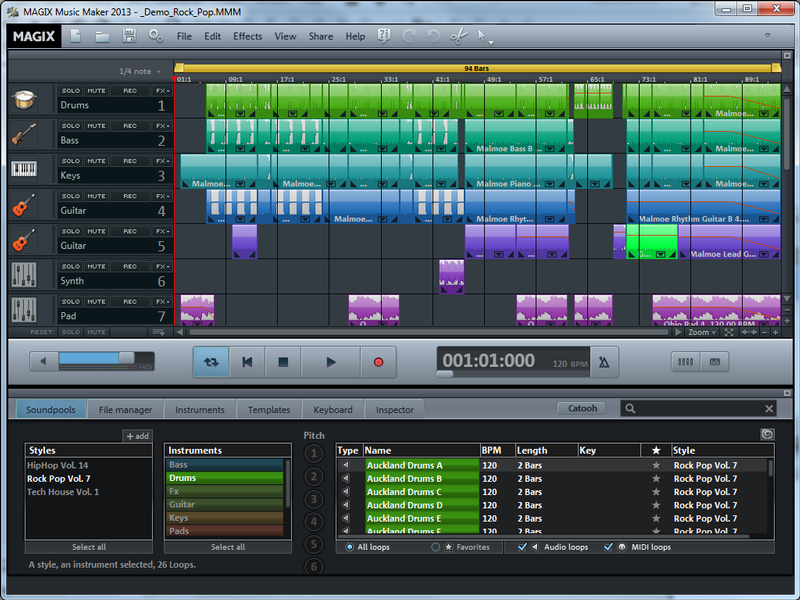 MAGIX Music Maker 2013 - _Demo_Rock_Pop.MMM
MAGIX File Edit Effects View Share Help
94 Bars
1/4 note
01:1 09:1 17:1 25:1 33:1 41:1 49:1 57:1 65:1 73:1 81:1 89:1
SOLO MUTE REC FX
Drums 1
Malmoe...
SOLO MUTE REC FX
Bass 2
Malmoe Bass B ...
Malmoe...
SOLO MUTE REC FX
Keys 3
Malmoe... Malmoe... Malmoe Piano ... Malmoe...
SOLO MUTE REC FX
Guitar 4
Malmoe... Malmoe Rhyt... Malmoe Rhythm Guitar B 4....
SOLO MUTE REC FX
Guitar 5
G... Malmoe Lead G...
SOLO MUTE REC FX
Synth 6
SOLO MUTE REC FX
Pad 7
Ohio Pad 4 120.00 BPM
RESET: SOLO MUTE
Zoom
MIDI
001:01:000 120 BPM
Soundpools File manager Instruments Templates Keyboard Inspector Catooh
+ add
Pitch
Styles
HipHop Vol. 14
Rock Pop Vol. 7
Tech House Vol. 1
Select all
Instruments
Bass
Drums
Fx
Guitar
Keys
Pads
Select all
1
2
3
4
5
6
Type Name BPM Length Key ★ Style
Auckland Drums A 120 2 Bars Rock Pop Vol. 7
Auckland Drums B 120 2 Bars Rock Pop Vol. 7
Auckland Drums C 120 2 Bars Rock Pop Vol. 7
Auckland Drums D 120 2 Bars Rock Pop Vol. 7
Auckland Drums E 120 2 Bars Rock Pop Vol. 7
Auckland Drums F 120 2 Bars Rock Pop Vol. 7
All loops ★ Favorites Audio loops MIDI loops
A style, an instrument selected, 26 Loops.